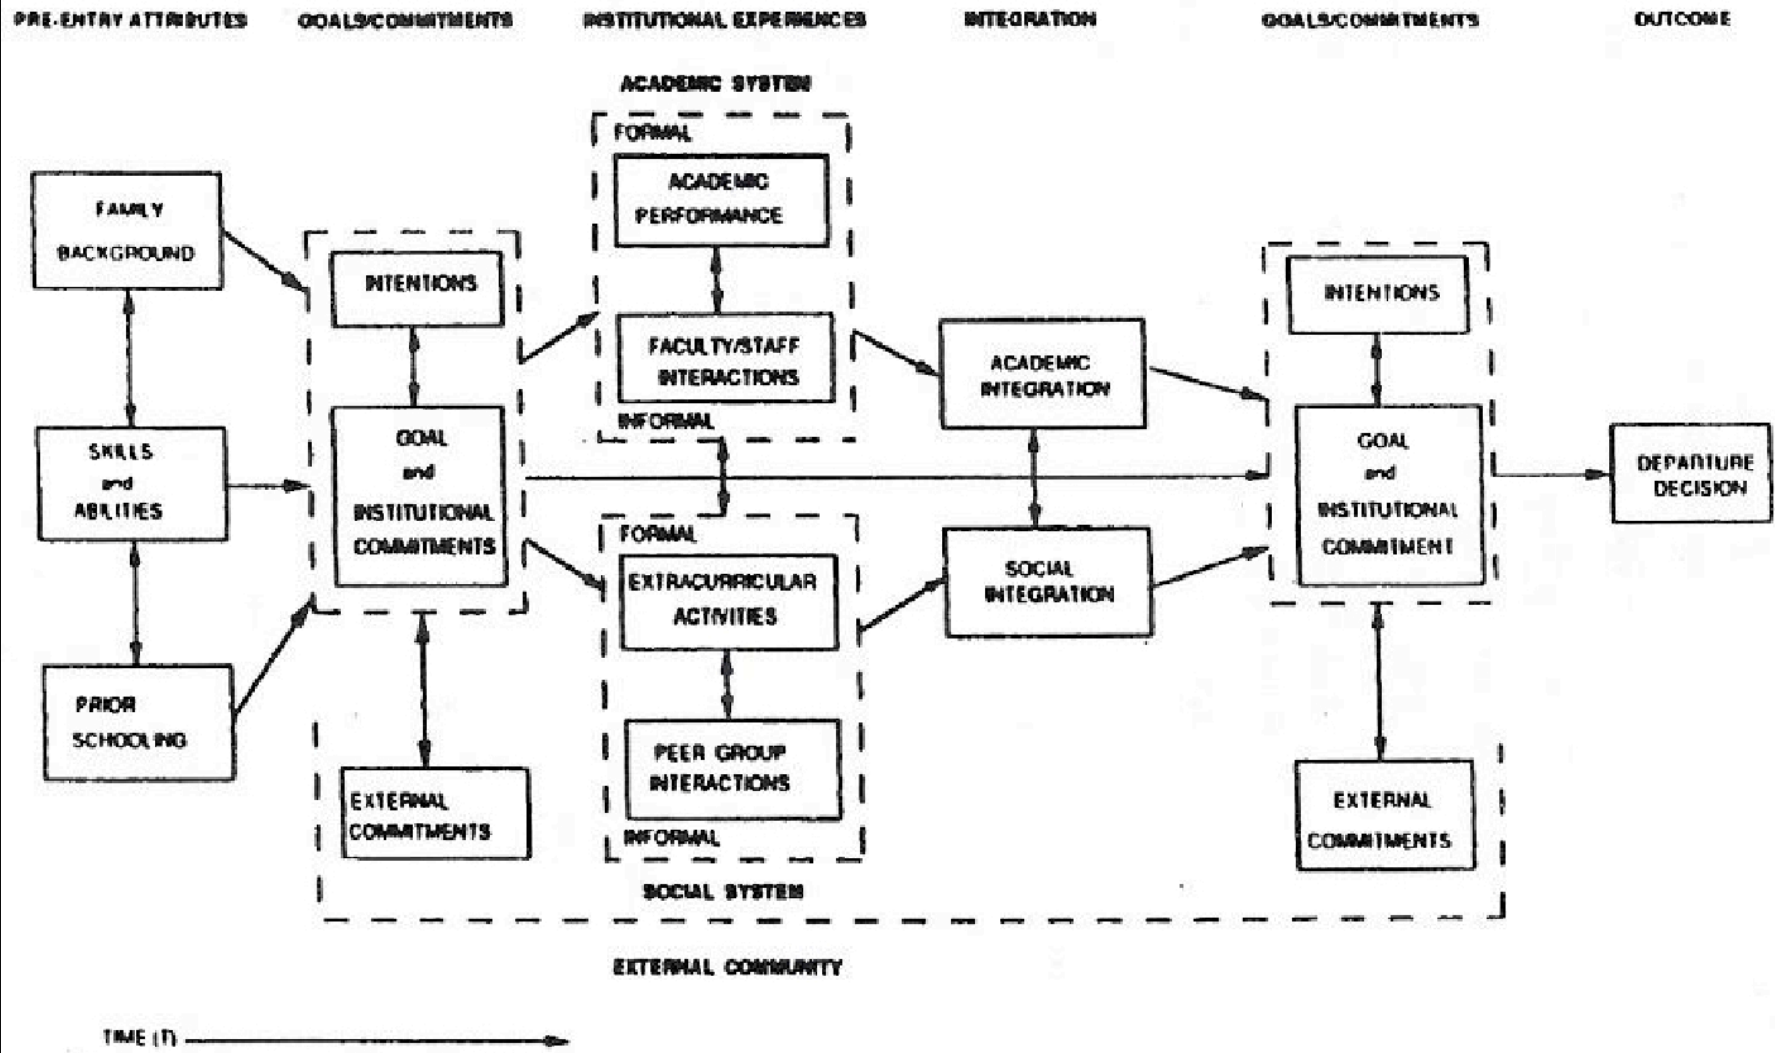 PRE-ENTRY ATTRIBUTES
GOALS/COMMITMENTS
INSTITUTIONAL EXPERIENCES
INTEGRATION
GOALS/COMMITMENTS
OUTCOME
ACADEMIC SYSTEM
FORMAL
ACADEMIC
PERFORMANCE
FACULTY/STAFF
INTERACTIONS
INFORMAL
FAMILY
BACKGROUND
SKILLS
and
ABILITIES
PRIOR
SCHOOLING
INTENTIONS
GOAL
and
INSTITUTIONAL
COMMITMENTS
EXTERNAL
COMMITMENTS
FORMAL
EXTRACURRICULAR
ACTIVITIES
PEER GROUP
INTERACTIONS
INFORMAL
SOCIAL SYSTEM
ACADEMIC
INTEGRATION
SOCIAL
INTEGRATION
INTENTIONS
GOAL
and
INSTITUTIONAL
COMMITMENT
EXTERNAL
COMMITMENTS
DEPARTURE
DECISION
EXTERNAL COMMUNITY
TIME (T)